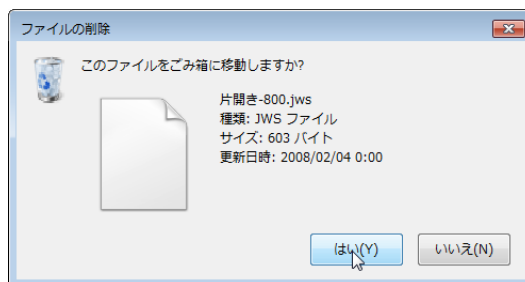 ファイルの削除
このファイルをごみ箱に移動しますか?
片開き-800.jws
種類: JWS ファイル
サイズ: 603 バイト
更新日時: 2008/02/04 0:00
はい(Y)
いいえ(N)